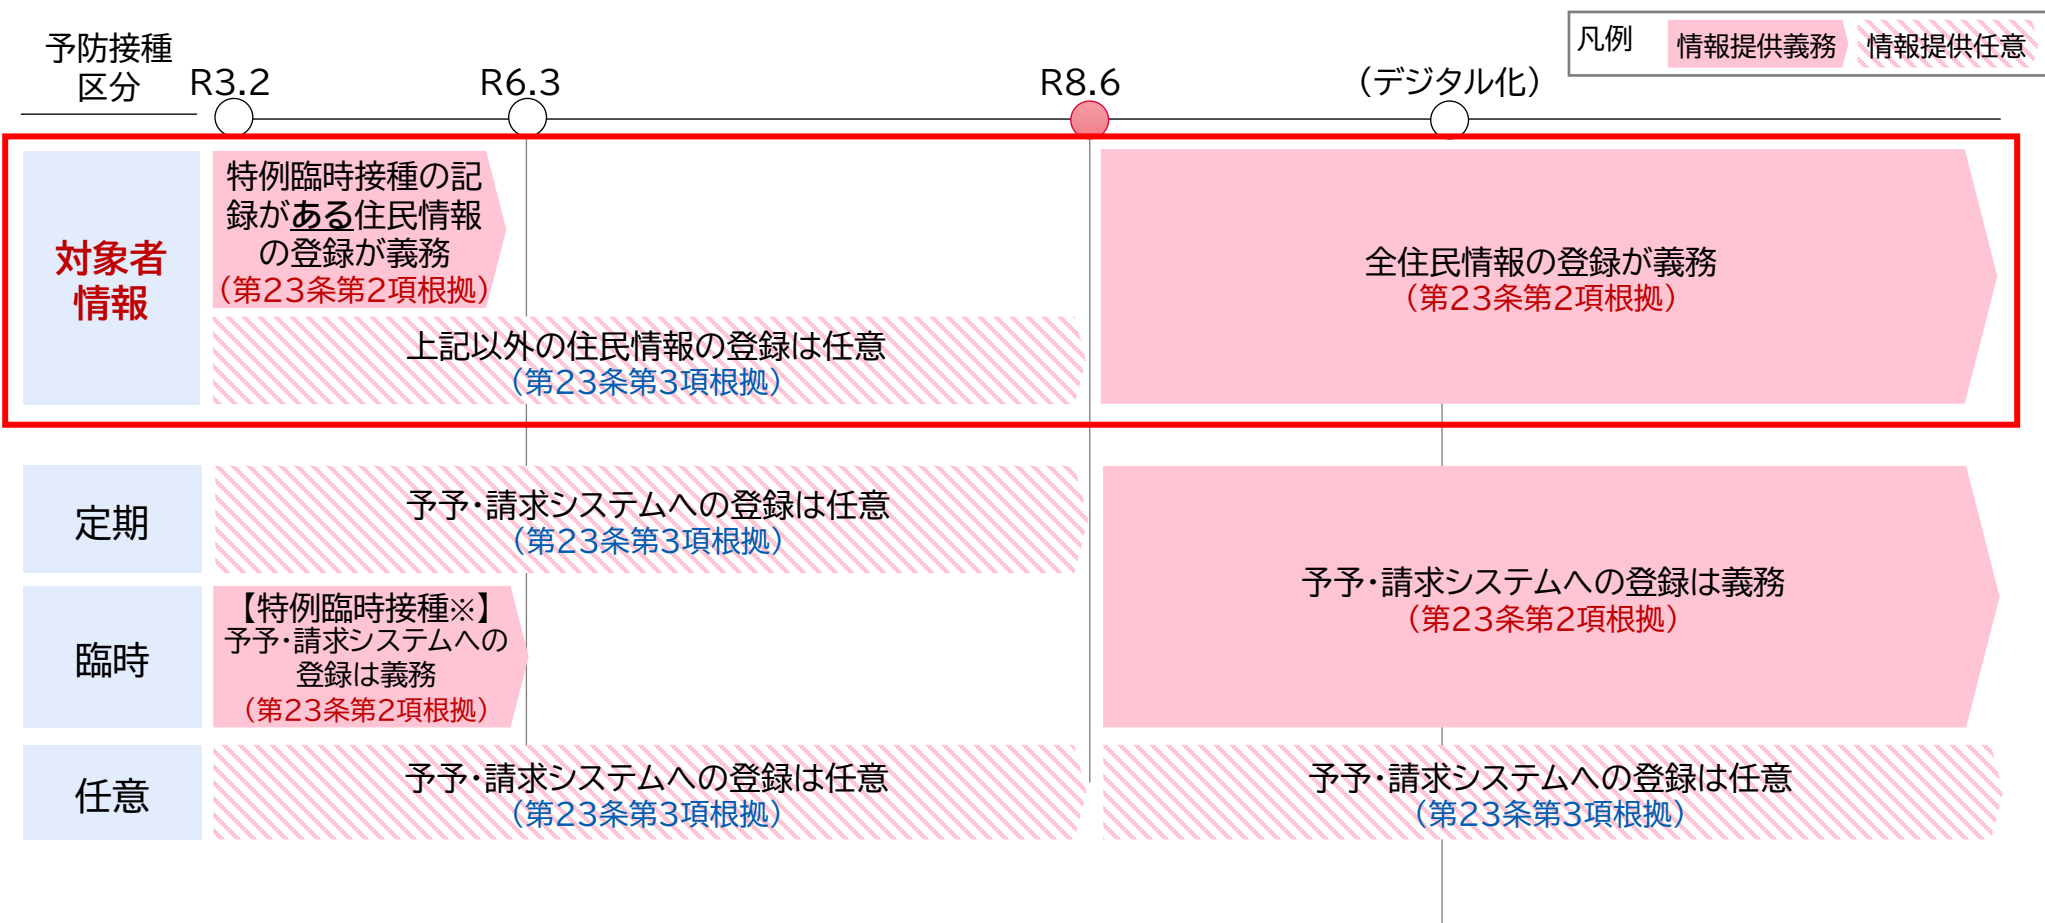 凡例
情報提供義務
情報提供任意
予防接種
区分
R3.2
R6.3
R8.6
（デジタル化）
対象者
情報
特例臨時接種の記
録がある住民情報
の登録が義務
（第23条第2項根拠）
上記以外の住民情報の登録は任意
（第23条第3項根拠）
全住民情報の登録が義務
（第23条第2項根拠）
定期
予予・請求システムへの登録は任意
（第23条第3項根拠）
予予・請求システムへの登録は義務
（第23条第2項根拠）
臨時
【特例臨時接種※】
予予・請求システムへの
登録は義務
（第23条第2項根拠）
任意
予予・請求システムへの登録は任意
（第23条第3項根拠）
予予・請求システムへの登録は任意
（第23条第3項根拠）